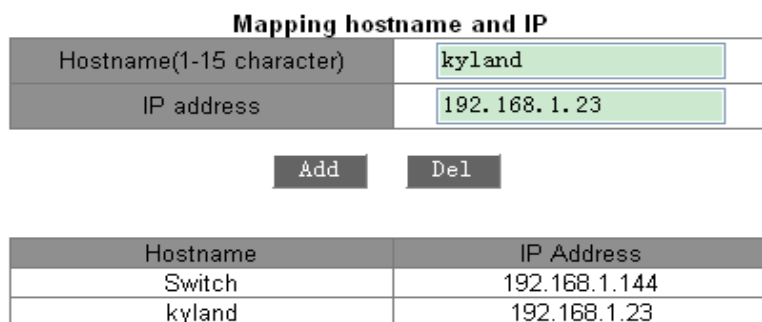 Mapping hostname and IP
Hostname(1-15 character) kyland
IP address 192.168.1.23
Add Del
Hostname IP Address
Switch 192.168.1.144
kyland 192.168.1.23